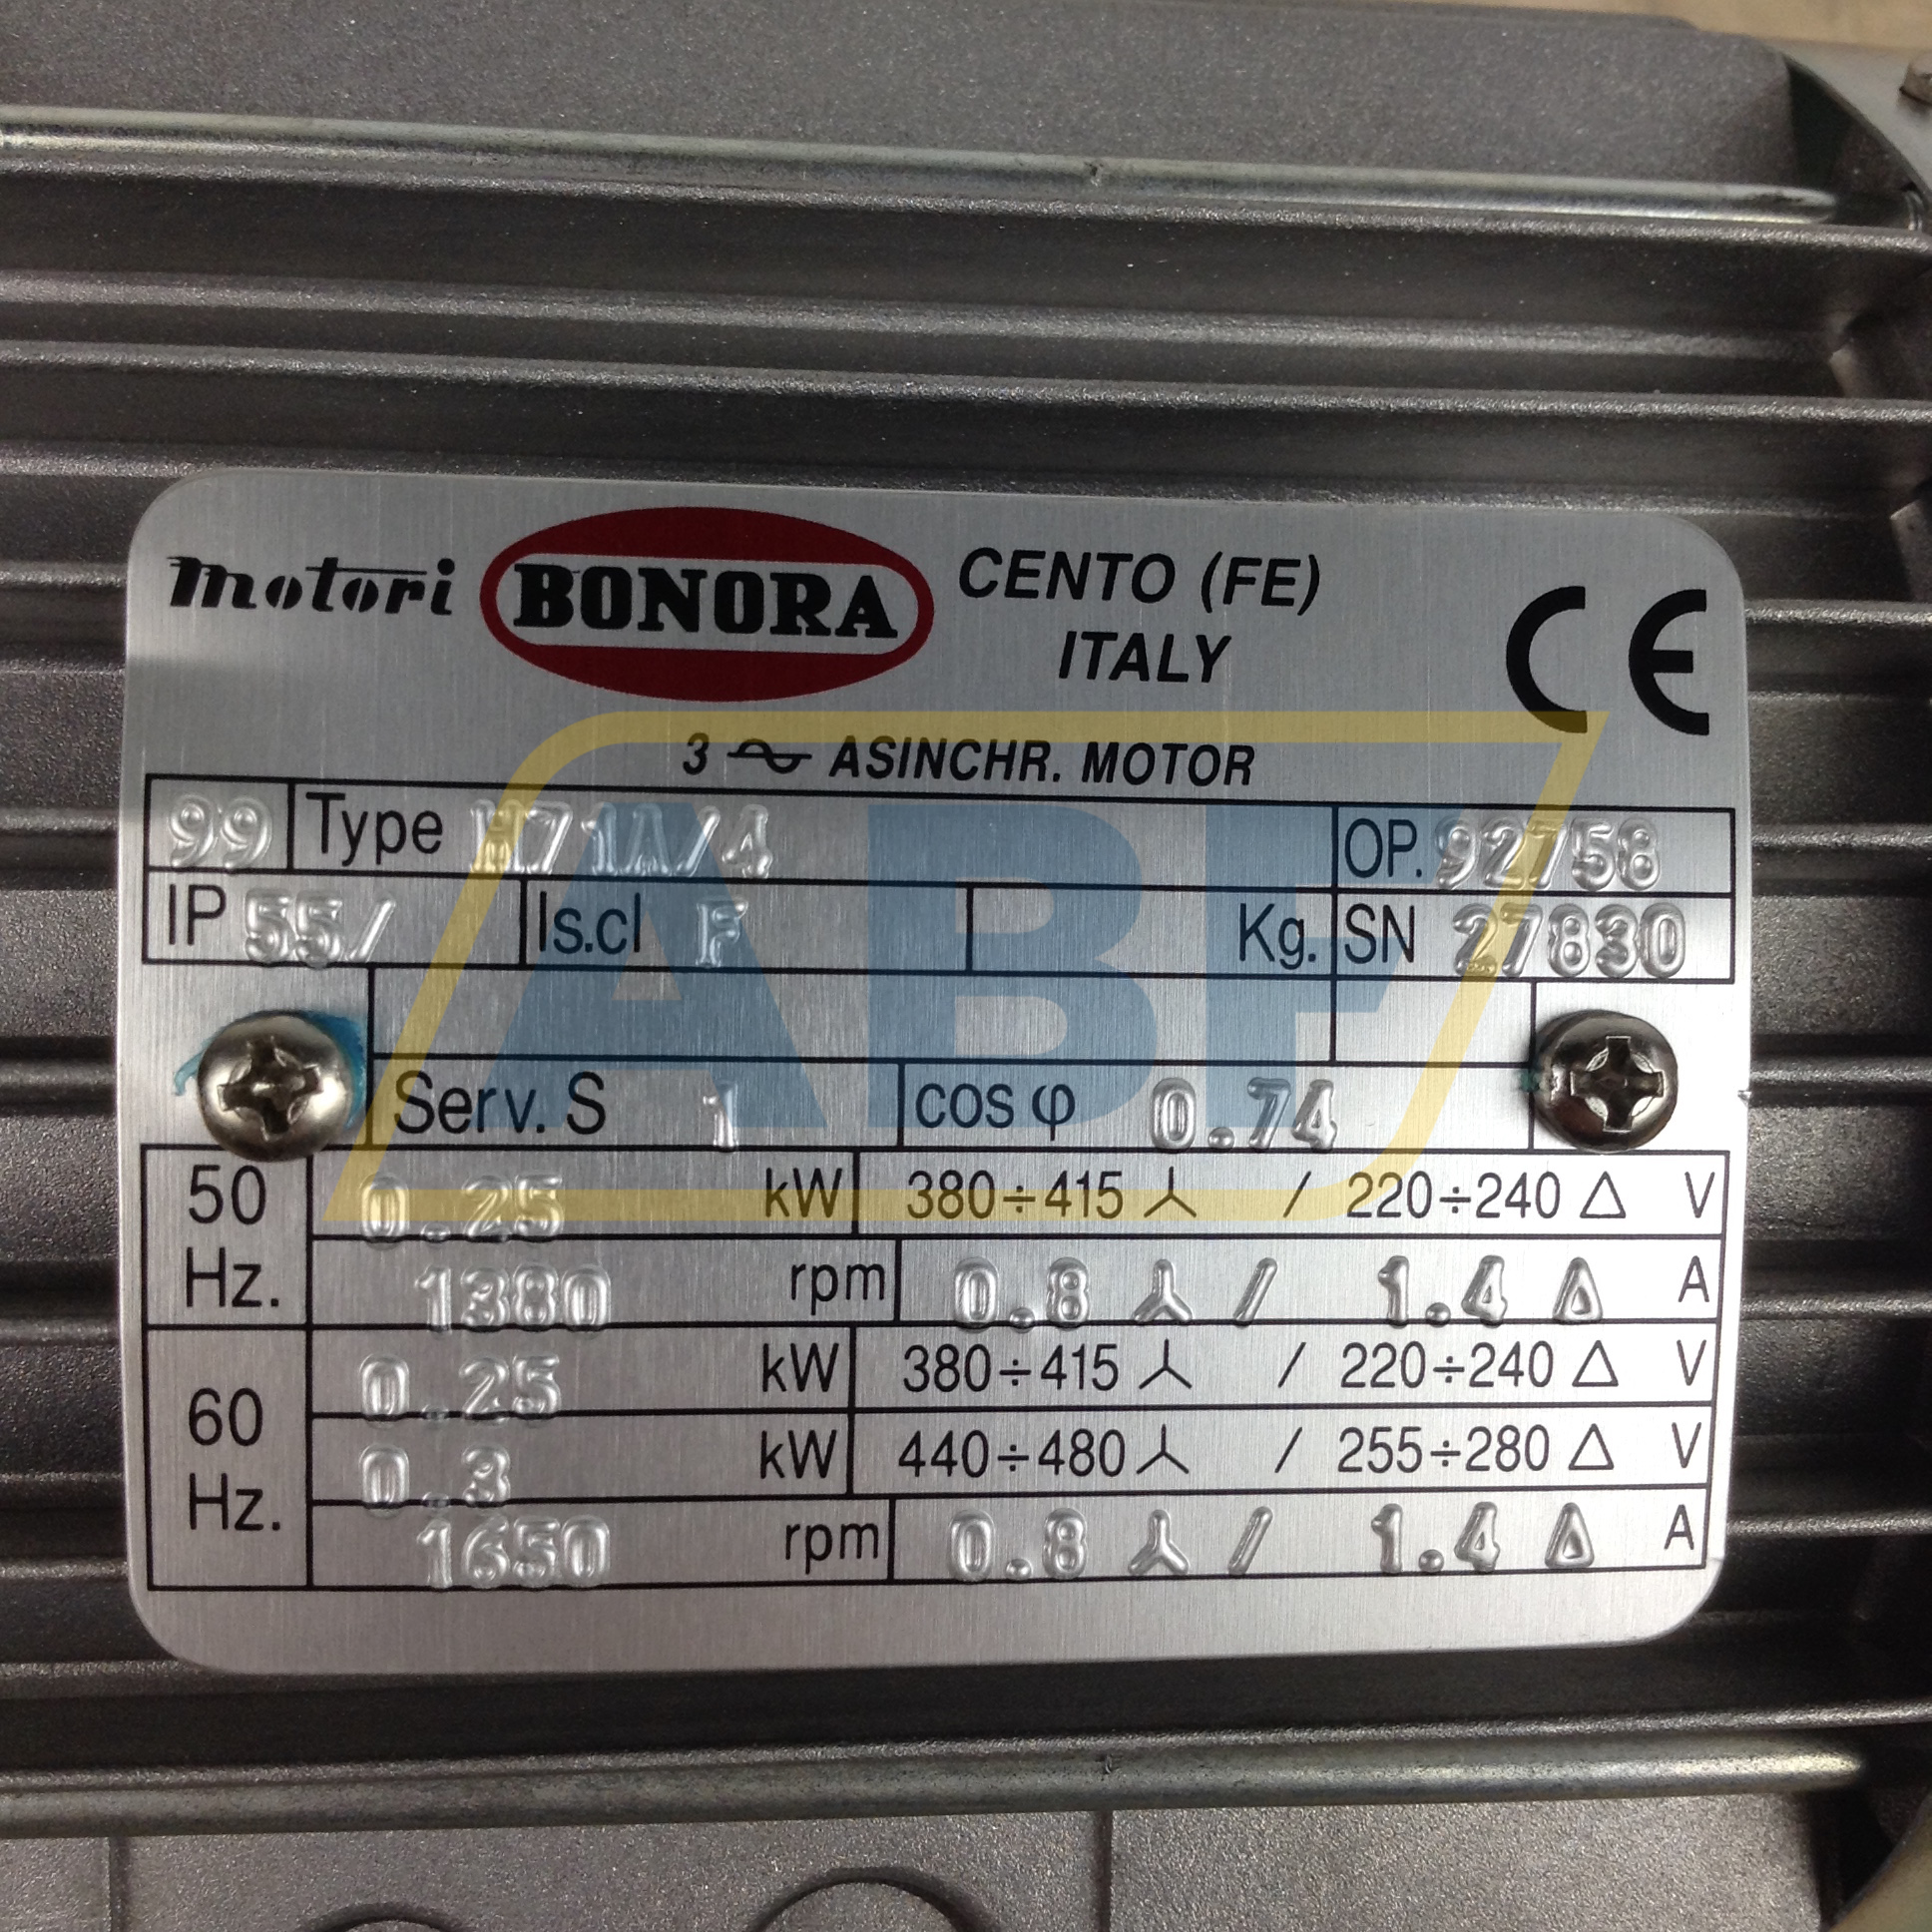 motori BONORA CENTO (FE)
ITALY
CE
3 ~ ASINCHR. MOTOR
99 Type H71A/4 OP. 92758
IP 55/ Is.cl F Kg. SN 27830
ABF
Serv. S 1 cos φ 0.74
50 Hz. 0.25 kW 380÷415 ⅄ / 220÷240 Δ V
1380 rpm 0.8 ⅄ / 1.4 Δ A
60 Hz. 0.25 kW 380÷415 ⅄ / 220÷240 Δ V
0.3 kW 440÷480 ⅄ / 255÷280 Δ V
1650 rpm 0.8 ⅄ / 1.4 Δ A